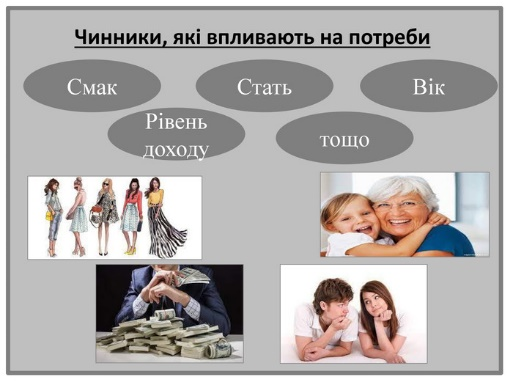 Чинники, які впливають на потреби
Смак
Стать
Вік
Рівень
доходу
тощо